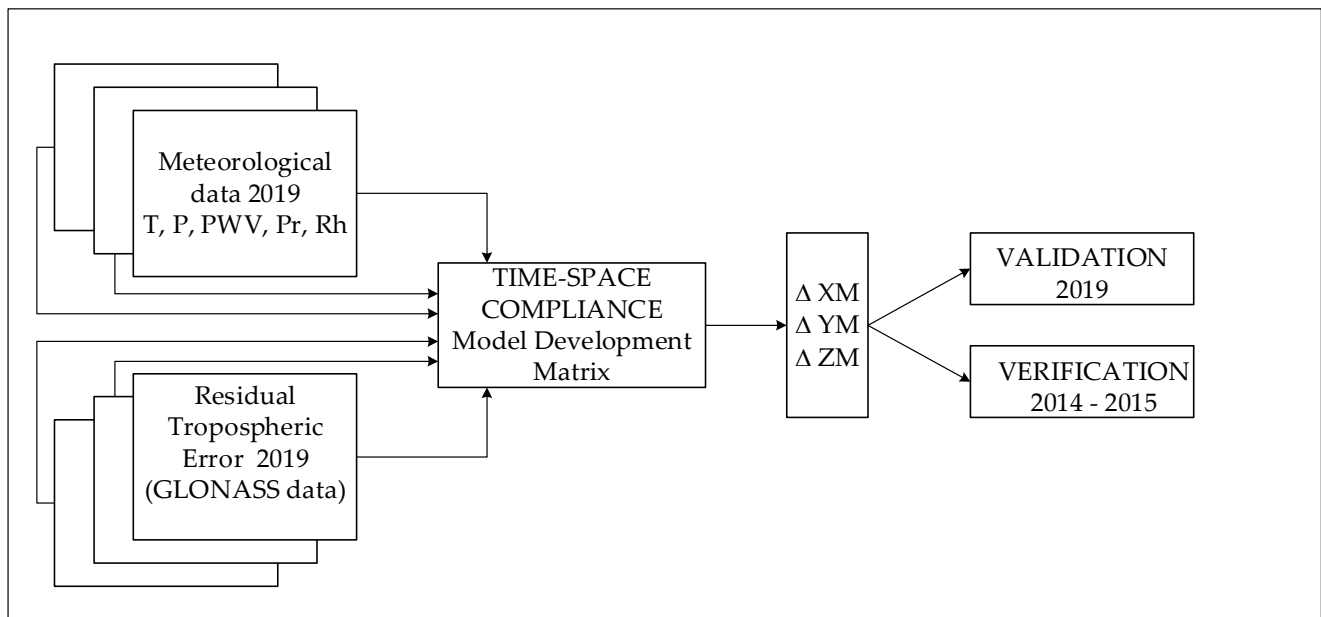 Meteorological
data 2019
T, P, PWV, Pr, Rh
TIME-SPACE
COMPLIANCE
Model Development
Matrix
Residual
Tropospheric
Error 2019
(GLONASS data)
Δ XM
Δ YM
Δ ZM
VALIDATION
2019
VERIFICATION
2014 - 2015